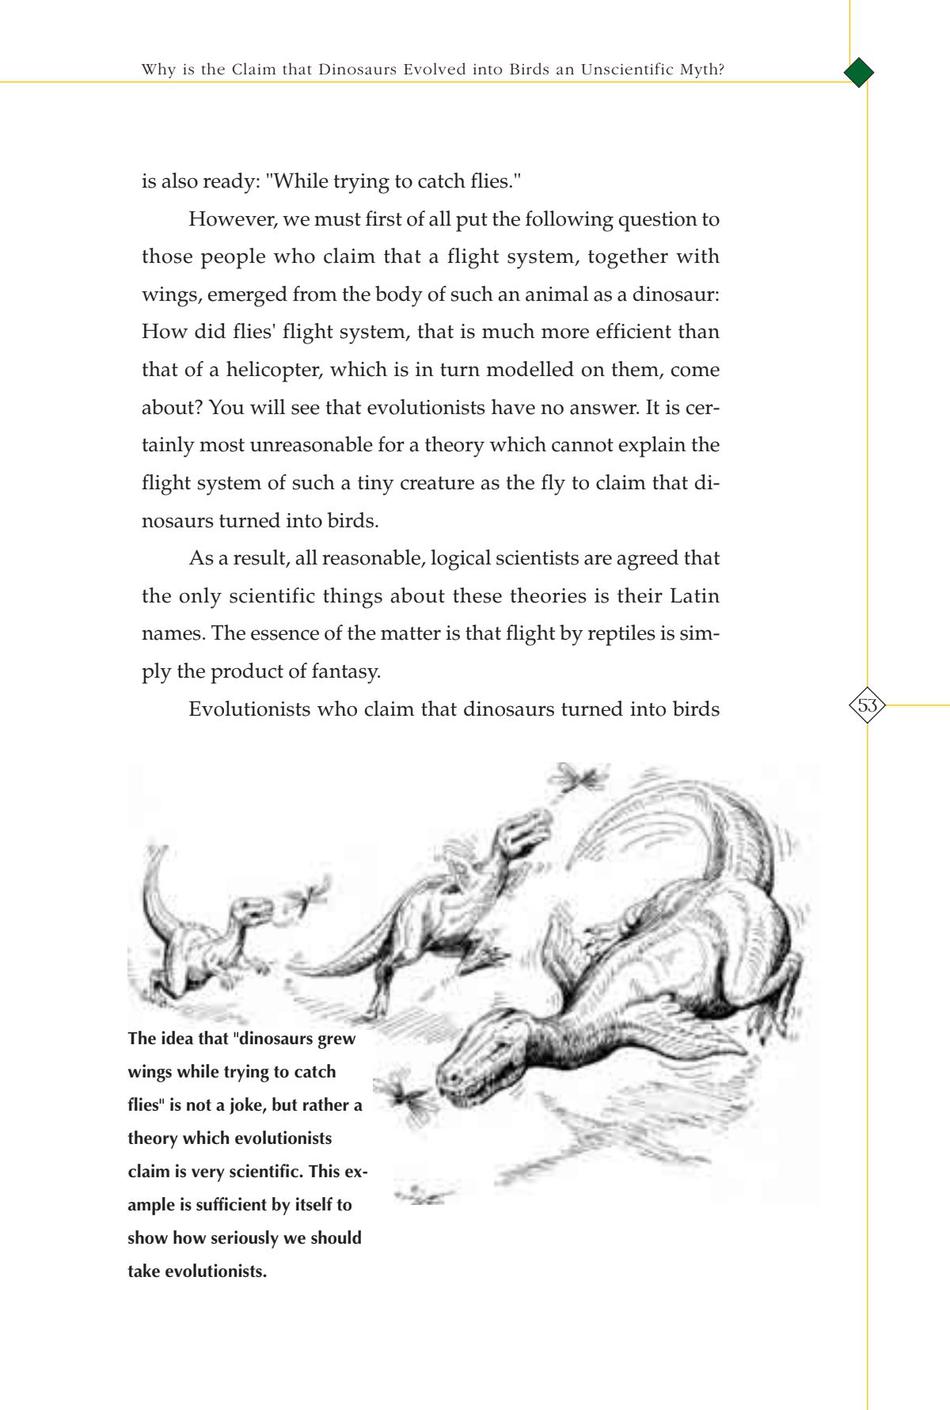 Why is the Claim that Dinosaurs Evolved into Birds an Unscientific Myth?
is also ready: "While trying to catch flies."
However, we must first of all put the following question to
those people who claim that a flight system, together with
wings, emerged from the body of such an animal as a dinosaur:
How did flies' flight system, that is much more efficient than
that of a helicopter, which is in turn modelled on them, come
about? You will see that evolutionists have no answer. It is cer-
tainly most unreasonable for a theory which cannot explain the
flight system of such a tiny creature as the fly to claim that di-
nosaurs turned into birds.
As a result, all reasonable, logical scientists are agreed that
the only scientific things about these theories is their Latin
names. The essence of the matter is that flight by reptiles is sim-
ply the product of fantasy.
Evolutionists who claim that dinosaurs turned into birds
53
The idea that "dinosaurs grew
wings while trying to catch
flies" is not a joke, but rather a
theory which evolutionists
claim is very scientific. This ex-
ample is sufficient by itself to
show how seriously we should
take evolutionists.